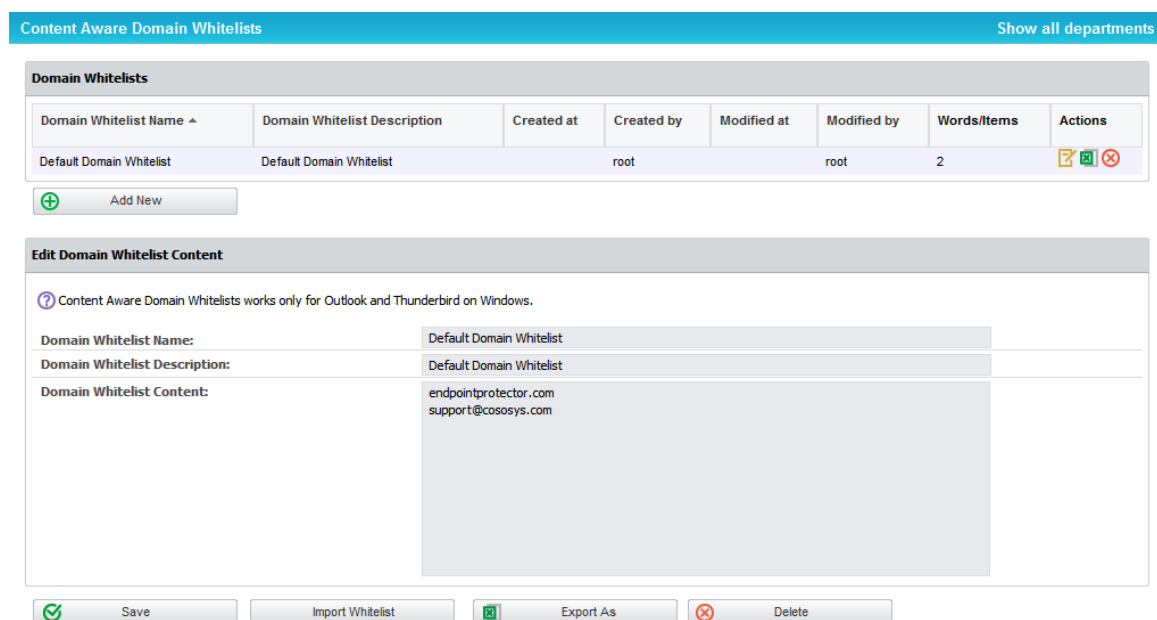 Content Aware Domain Whitelists Show all departments
Domain Whitelists
Domain Whitelist Name Domain Whitelist Description Created at Created by Modified at Modified by Words/Items Actions
Default Domain Whitelist Default Domain Whitelist root root 2
Add New
Edit Domain Whitelist Content
Content Aware Domain Whitelists works only for Outlook and Thunderbird on Windows.
Domain Whitelist Name: Default Domain Whitelist
Domain Whitelist Description: Default Domain Whitelist
Domain Whitelist Content: endpointprotector.com
support@cososys.com
Save Import Whitelist Export As Delete